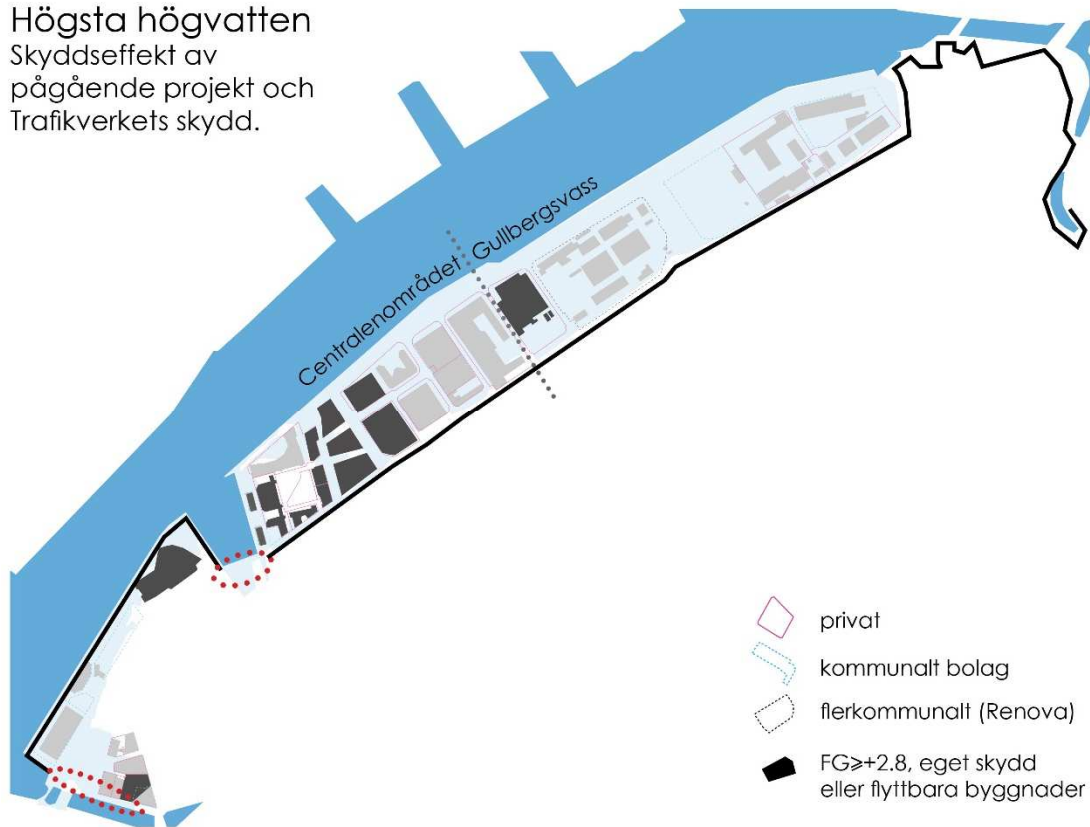 Högsta högvatten
Skyddseffekt av
pågående projekt och
Trafikverkets skydd.
Centralenområdet
Gullbergsvass
privat
kommunalt bolag
flerkommunalt (Renova)
FG≥+2.8, eget skydd
eller flyttbara byggnader